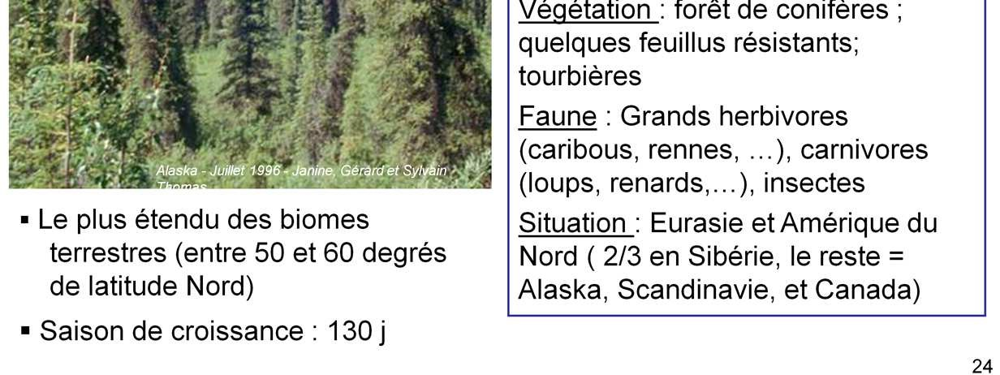 Alaska - Juillet 1996 - Janine, Gérard et Sylvain
Thomas
▪ Le plus étendu des biomes
terrestres (entre 50 et 60 degrés
de latitude Nord)
▪ Saison de croissance : 130 j
Végétation : forêt de conifères ;
quelques feuillus résistants;
tourbières
Faune : Grands herbivores
(caribous, rennes, …), carnivores
(loups, renards,…), insectes
Situation : Eurasie et Amérique du
Nord ( 2/3 en Sibérie, le reste =
Alaska, Scandinavie, et Canada)
24